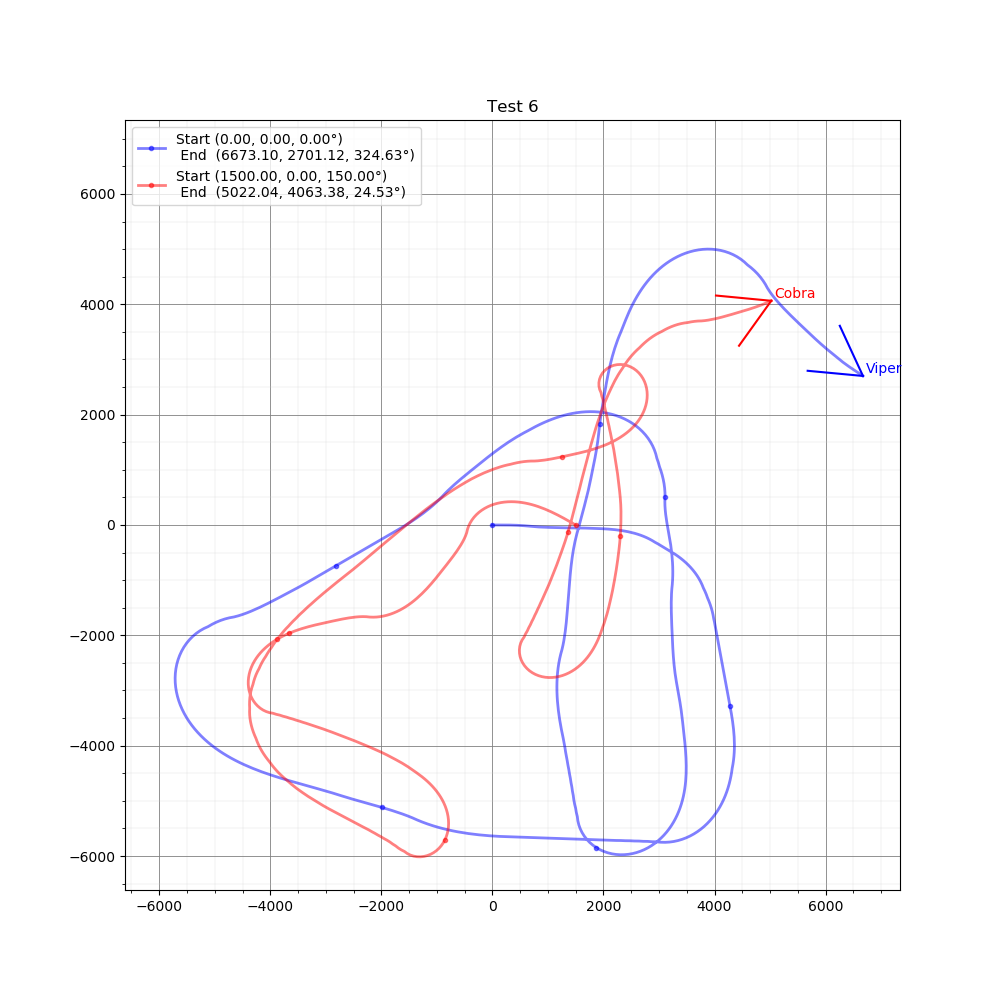 Test 6
Start (0.00, 0.00, 0.00°)
End (6673.10, 2701.12, 324.63°)
Start (1500.00, 0.00, 150.00°)
End (5022.04, 4063.38, 24.53°)
Cobra
Viper
6000
4000
2000
0
−2000
−4000
−6000
−6000 −4000 −2000 0 2000 4000 6000